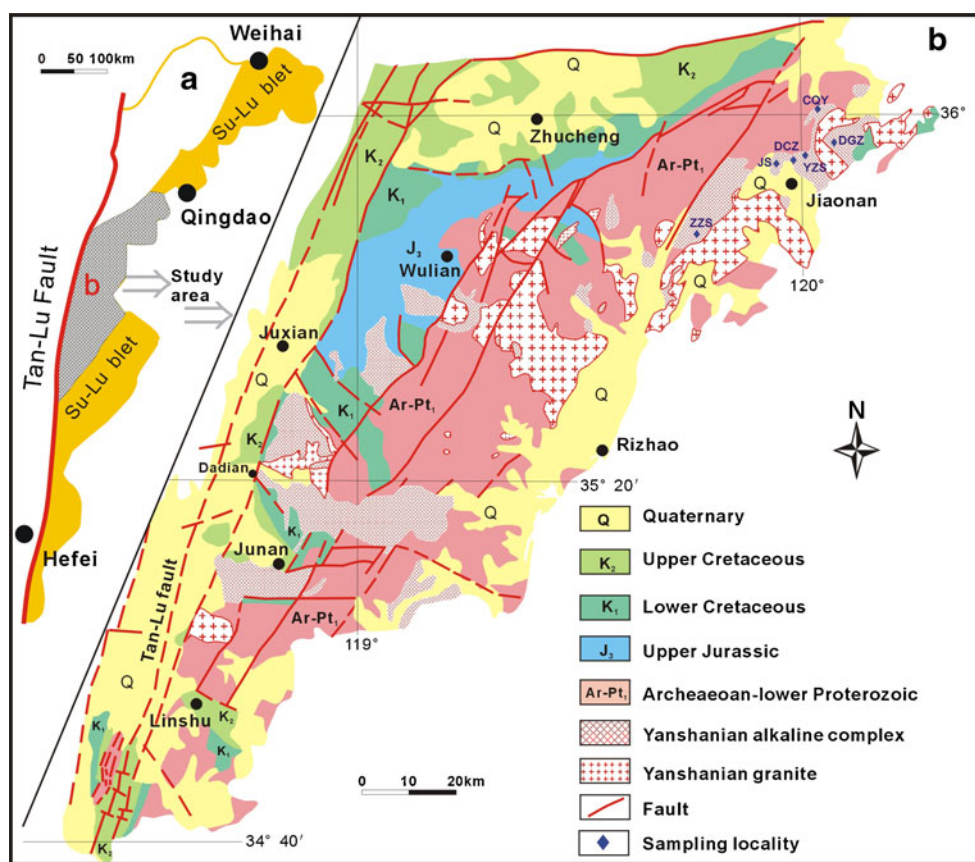 Weihai
0 50 100km
a
Su-Lu blet
Qingdao
Tan-Lu Fault
b
Study
area
Su-Lu blet
Hefei
b
Q
K₂
Q
Zhucheng
K₂
K₁
Ar-Pt₁
J₃
Wulian
CQY
36°
DCZ
DGZ
JS
YZS
Q
Jiaonan
ZZS
Q
120°
Juxian
Q
K₁
Ar-Pt₁
Q
K₂
Rizhao
Dadian
35° 20′
Q
K₁
Junan
Tan-Lu fault
Ar-Pt₁
119°
Q
Linshu
K₂
K₁
K₁
K₂
34° 40′
0 10 20km
N
Q Quaternary
K₂ Upper Cretaceous
K₁ Lower Cretaceous
J₃ Upper Jurassic
Ar-Pt₁ Archeaeoan-lower Proterozoic
Yanshanian alkaline complex
Yanshanian granite
Fault
Sampling locality